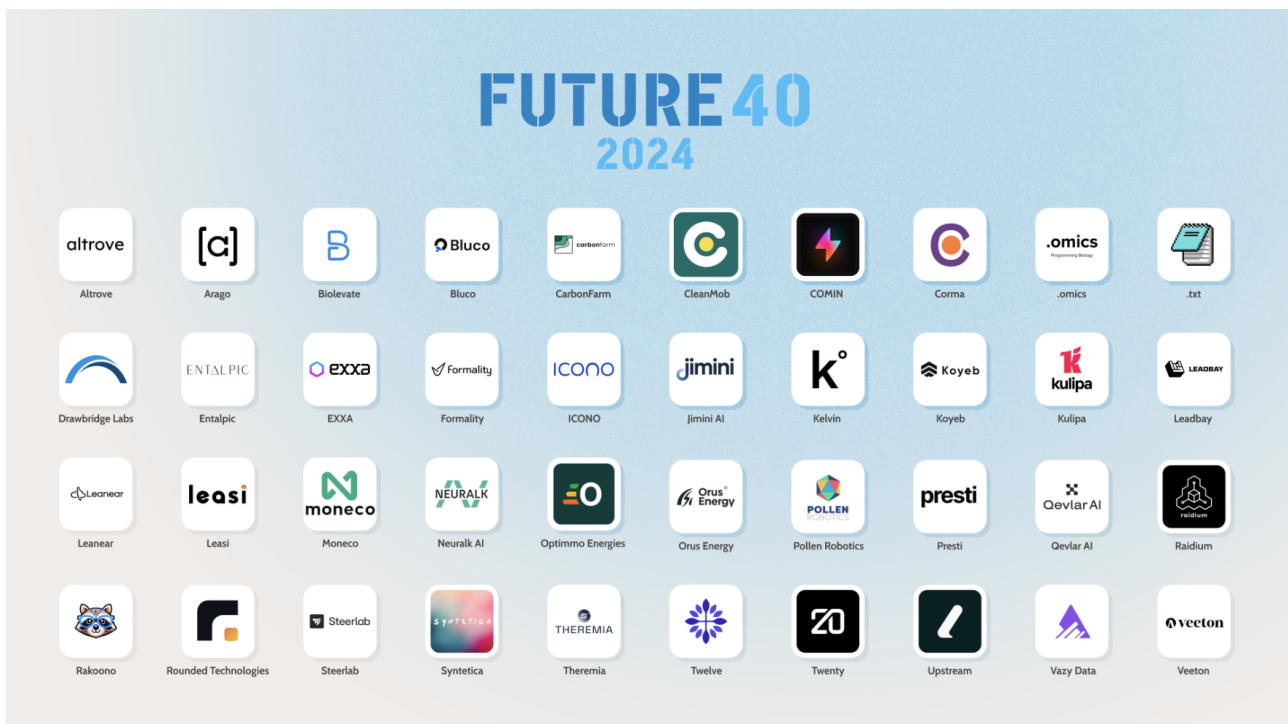 FUTURE 40
2024
altrove
[a]
B
Bluco
carbonfarm
C
.omics
Programming Biology
Altrove
Arago
Biolevate
Bluco
CarbonFarm
CleanMob
COMIN
Corma
.omics
.txt
ENTALPIC
exxa
Formality
ICONO
jimini
k°
Koyeb
kulipa
LEADBAY
Drawbridge Labs
Entalpic
EXXA
Formality
ICONO
Jimini AI
Kelvin
Koyeb
Kulipa
Leadbay
Leanear
leasi
moneco
NEURALK
O
Orus®
Energy
POLLEN
ROBOTICS
presti
Qevlar AI
raidium
Leanear
Leasi
Moneco
Neuralk AI
Optimmo Energies
Orus Energy
Pollen Robotics
Presti
Qevlar AI
Raidium
Steerlab
SYNTETICA
THEREMIA
20
veeton
Rakoono
Rounded Technologies
Steerlab
Syntetica
Theremia
Twelve
Twenty
Upstream
Vazy Data
Veeton